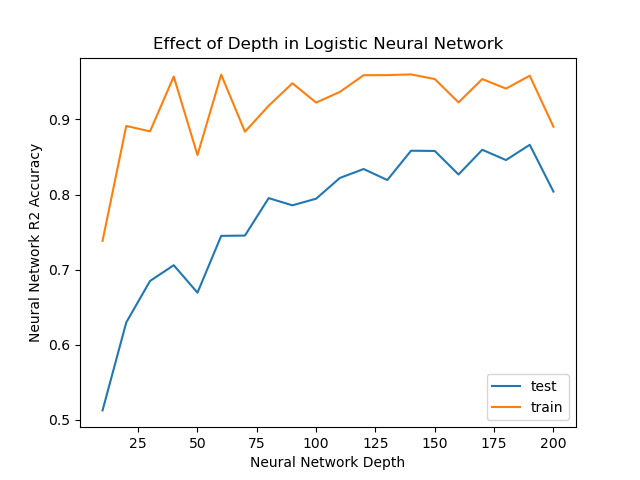 Effect of Depth in Logistic Neural Network
Neural Network R2 Accuracy
0.9
0.8
0.7
0.6
0.5
test
train
25
50
75
100
125
150
175
200
Neural Network Depth